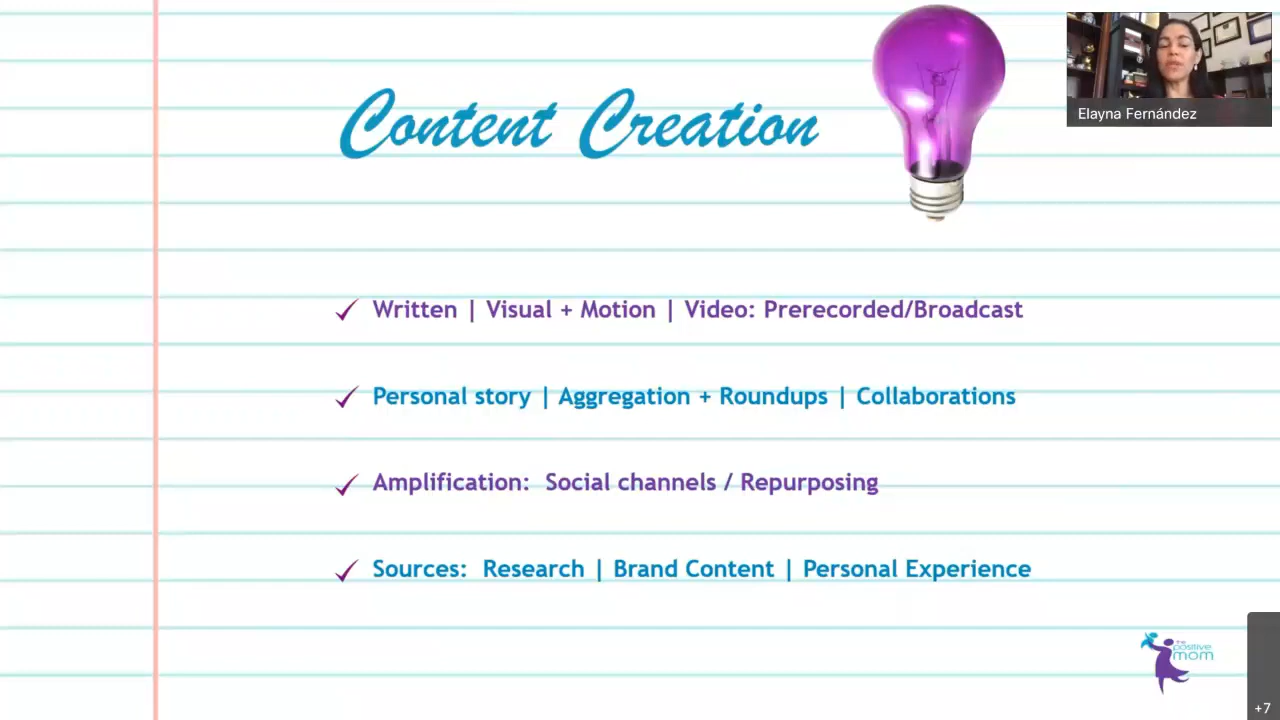 Content Creation
Elayna Fernández
Written | Visual + Motion | Video: Prerecorded/Broadcast
Personal story | Aggregation + Roundups | Collaborations
Amplification: Social channels / Repurposing
Sources: Research | Brand Content | Personal Experience
the
positive
mom
+7